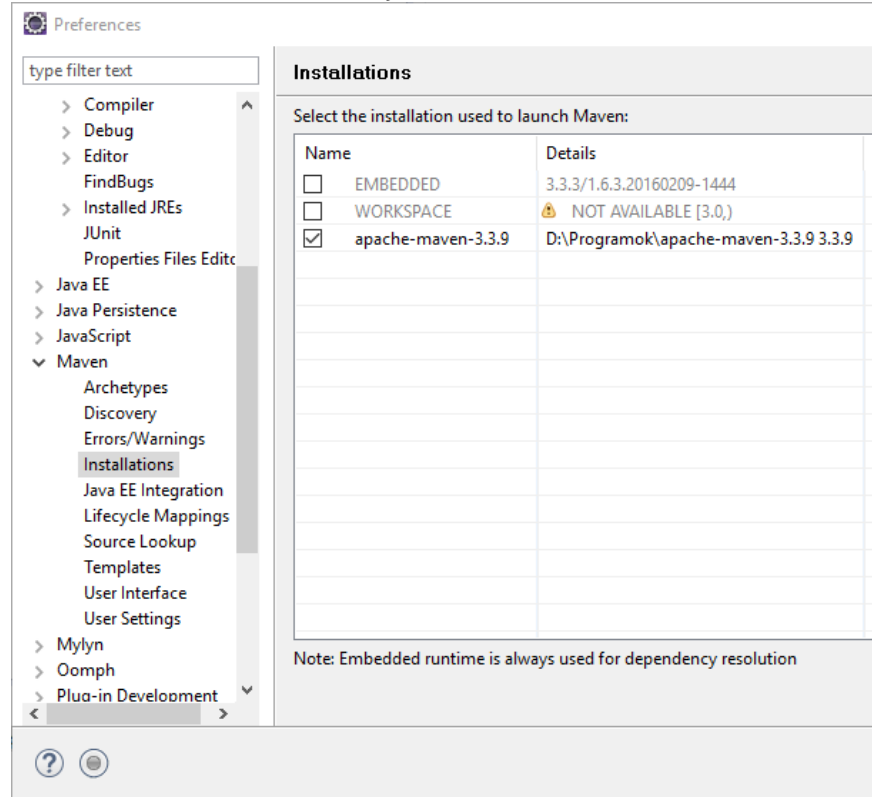 Preferences
type filter text
Compiler
Debug
Editor
FindBugs
Installed JREs
JUnit
Properties Files Edito
Java EE
Java Persistence
JavaScript
Maven
Archetypes
Discovery
Errors/Warnings
Installations
Java EE Integration
Lifecycle Mappings
Source Lookup
Templates
User Interface
User Settings
Mylyn
Oomph
Plug-in Development
Installations
Select the installation used to launch Maven:
Name Details
EMBEDDED 3.3.3/1.6.3.20160209-1444
WORKSPACE NOT AVAILABLE [3.0,)
apache-maven-3.3.9 D:\Programok\apache-maven-3.3.9 3.3.9
Note: Embedded runtime is always used for dependency resolution